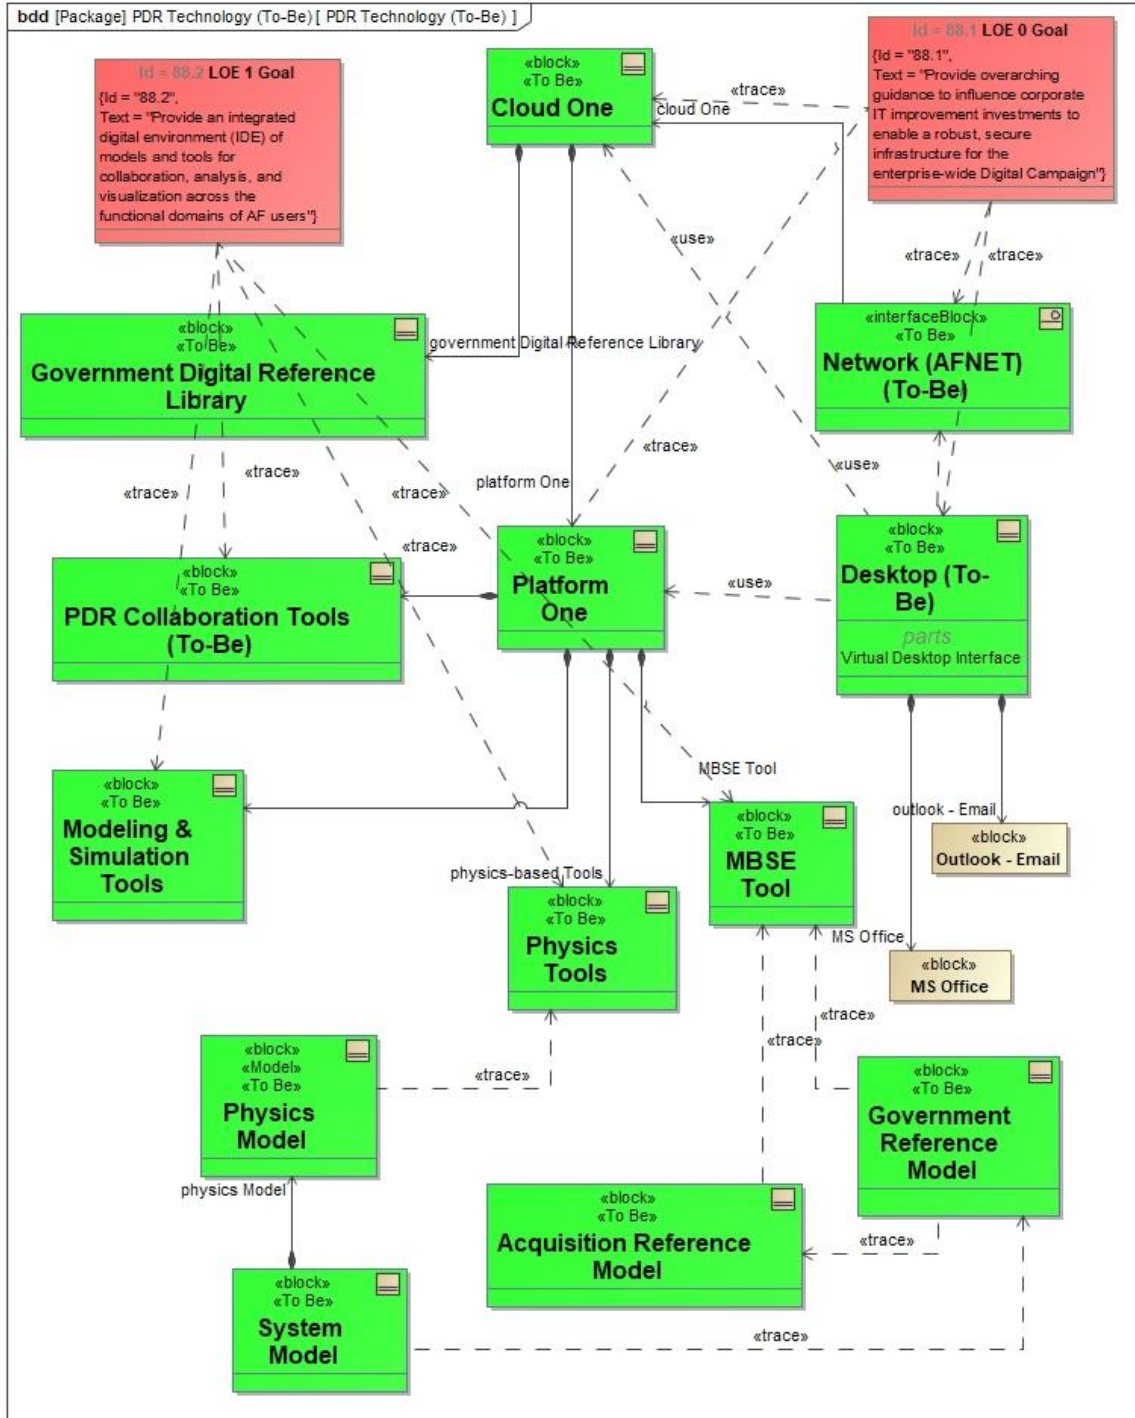 bdd [Package] PDR Technology (To-Be) [ PDR Technology (To-Be) ]
Id = 88.2 LOE 1 Goal
{Id = "88.2",
Text = "Provide an integrated
digital environment (IDE) of
models and tools for
collaboration, analysis, and
visualization across the
functional domains of AF users"}
«block»
«To Be»
Cloud One
Id = 88.1 LOE 0 Goal
{Id = "88.1",
Text = "Provide overarching
guidance to influence corporate
IT improvement investments to
enable a robust, secure
infrastructure for the
enterprise-wide Digital Campaign"}
«trace»
cloud One
«use»
«trace»
«trace»
«block»
«To Be»
Government Digital Reference
Library
government Digital Reference Library
«interfaceBlock»
«To Be»
Network (AFNET)
(To-Be)
«trace»
«trace»
«trace»
«trace»
«use»
platform One
«trace»
«block»
«To Be»
PDR Collaboration Tools
(To-Be)
«block»
«To Be»
Platform
One
«use»
«block»
«To Be»
Desktop (To-
Be)
parts
Virtual Desktop Interface
MBSE Tool
«block»
«To Be»
Modeling &
Simulation
Tools
«block»
«To Be»
MBSE
Tool
outlook - Email
«block»
Outlook - Email
physics-based Tools
«block»
«To Be»
Physics
Tools
MS Office
«block»
MS Office
«trace»
«trace»
«block»
«Model»
«To Be»
Physics
Model
«trace»
«block»
«To Be»
Government
Reference
Model
physics Model
«block»
«To Be»
Acquisition Reference
Model
«trace»
«block»
«To Be»
System
Model
«trace»